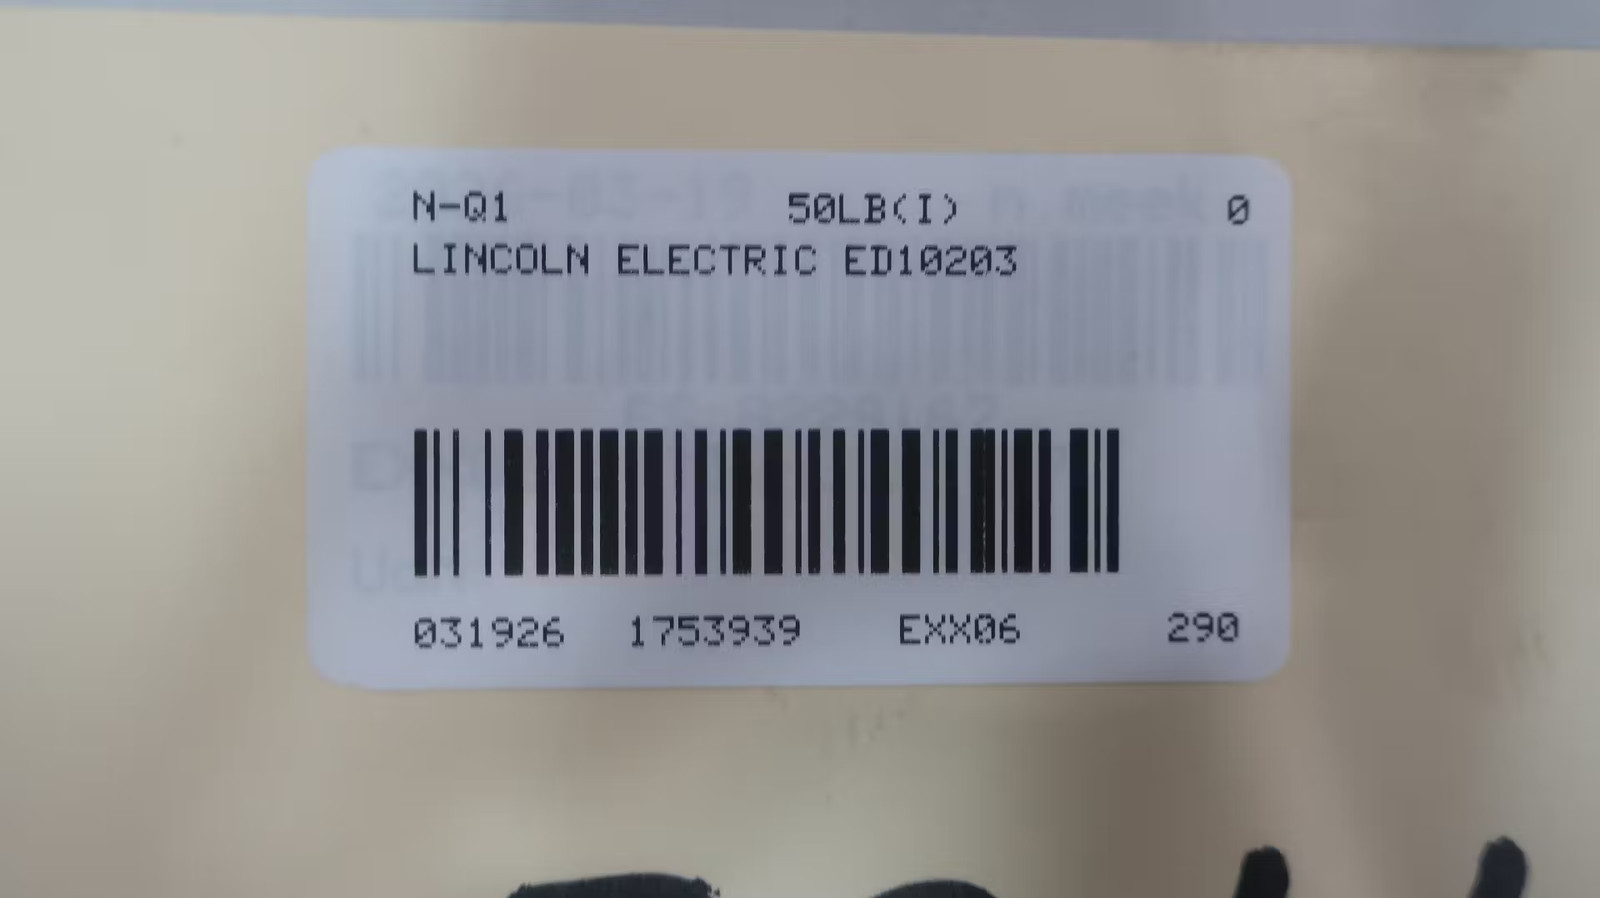 N-Q1 50LB(I) 0
LINCOLN ELECTRIC ED10203
031926 1753939 EXX06 290